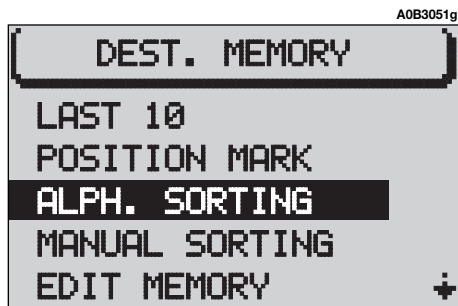 A0B3051g
DEST. MEMORY
LAST 10
POSITION MARK
ALPH. SORTING
MANUAL SORTING
EDIT MEMORY